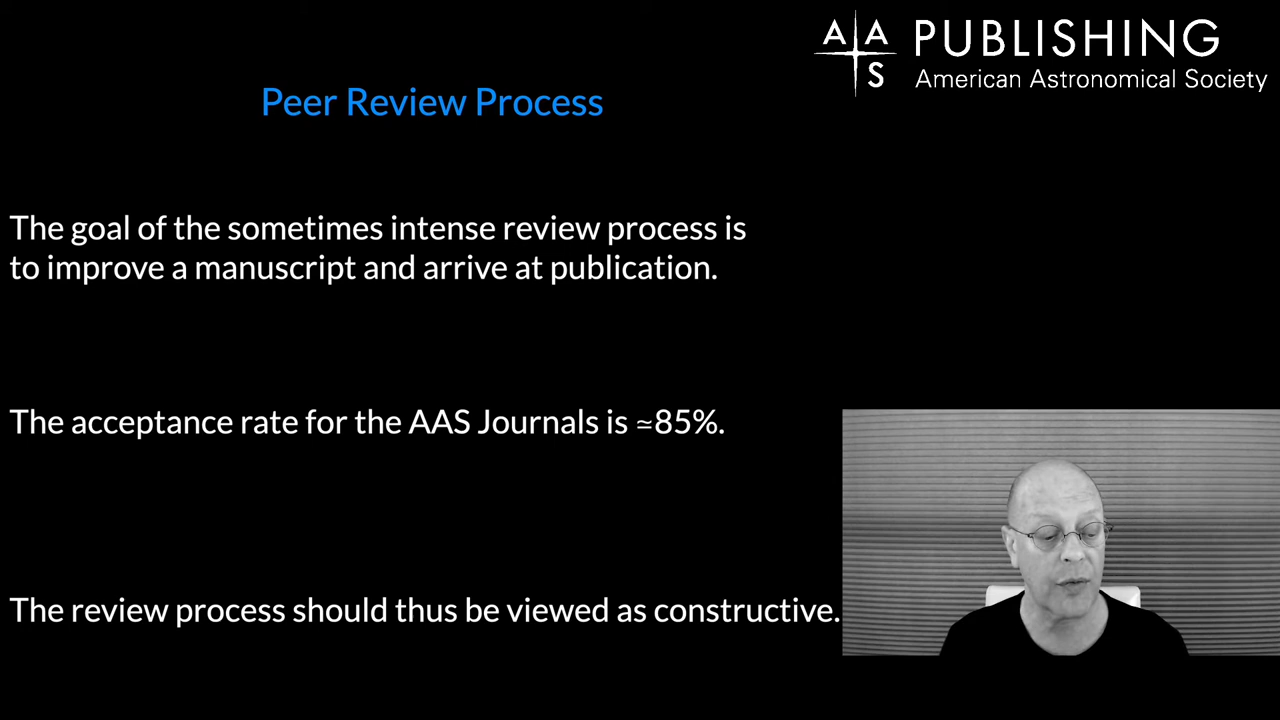 A A S PUBLISHING
American Astronomical Society
Peer Review Process
The goal of the sometimes intense review process is
to improve a manuscript and arrive at publication.
The acceptance rate for the AAS Journals is ≃85%.
The review process should thus be viewed as constructive.